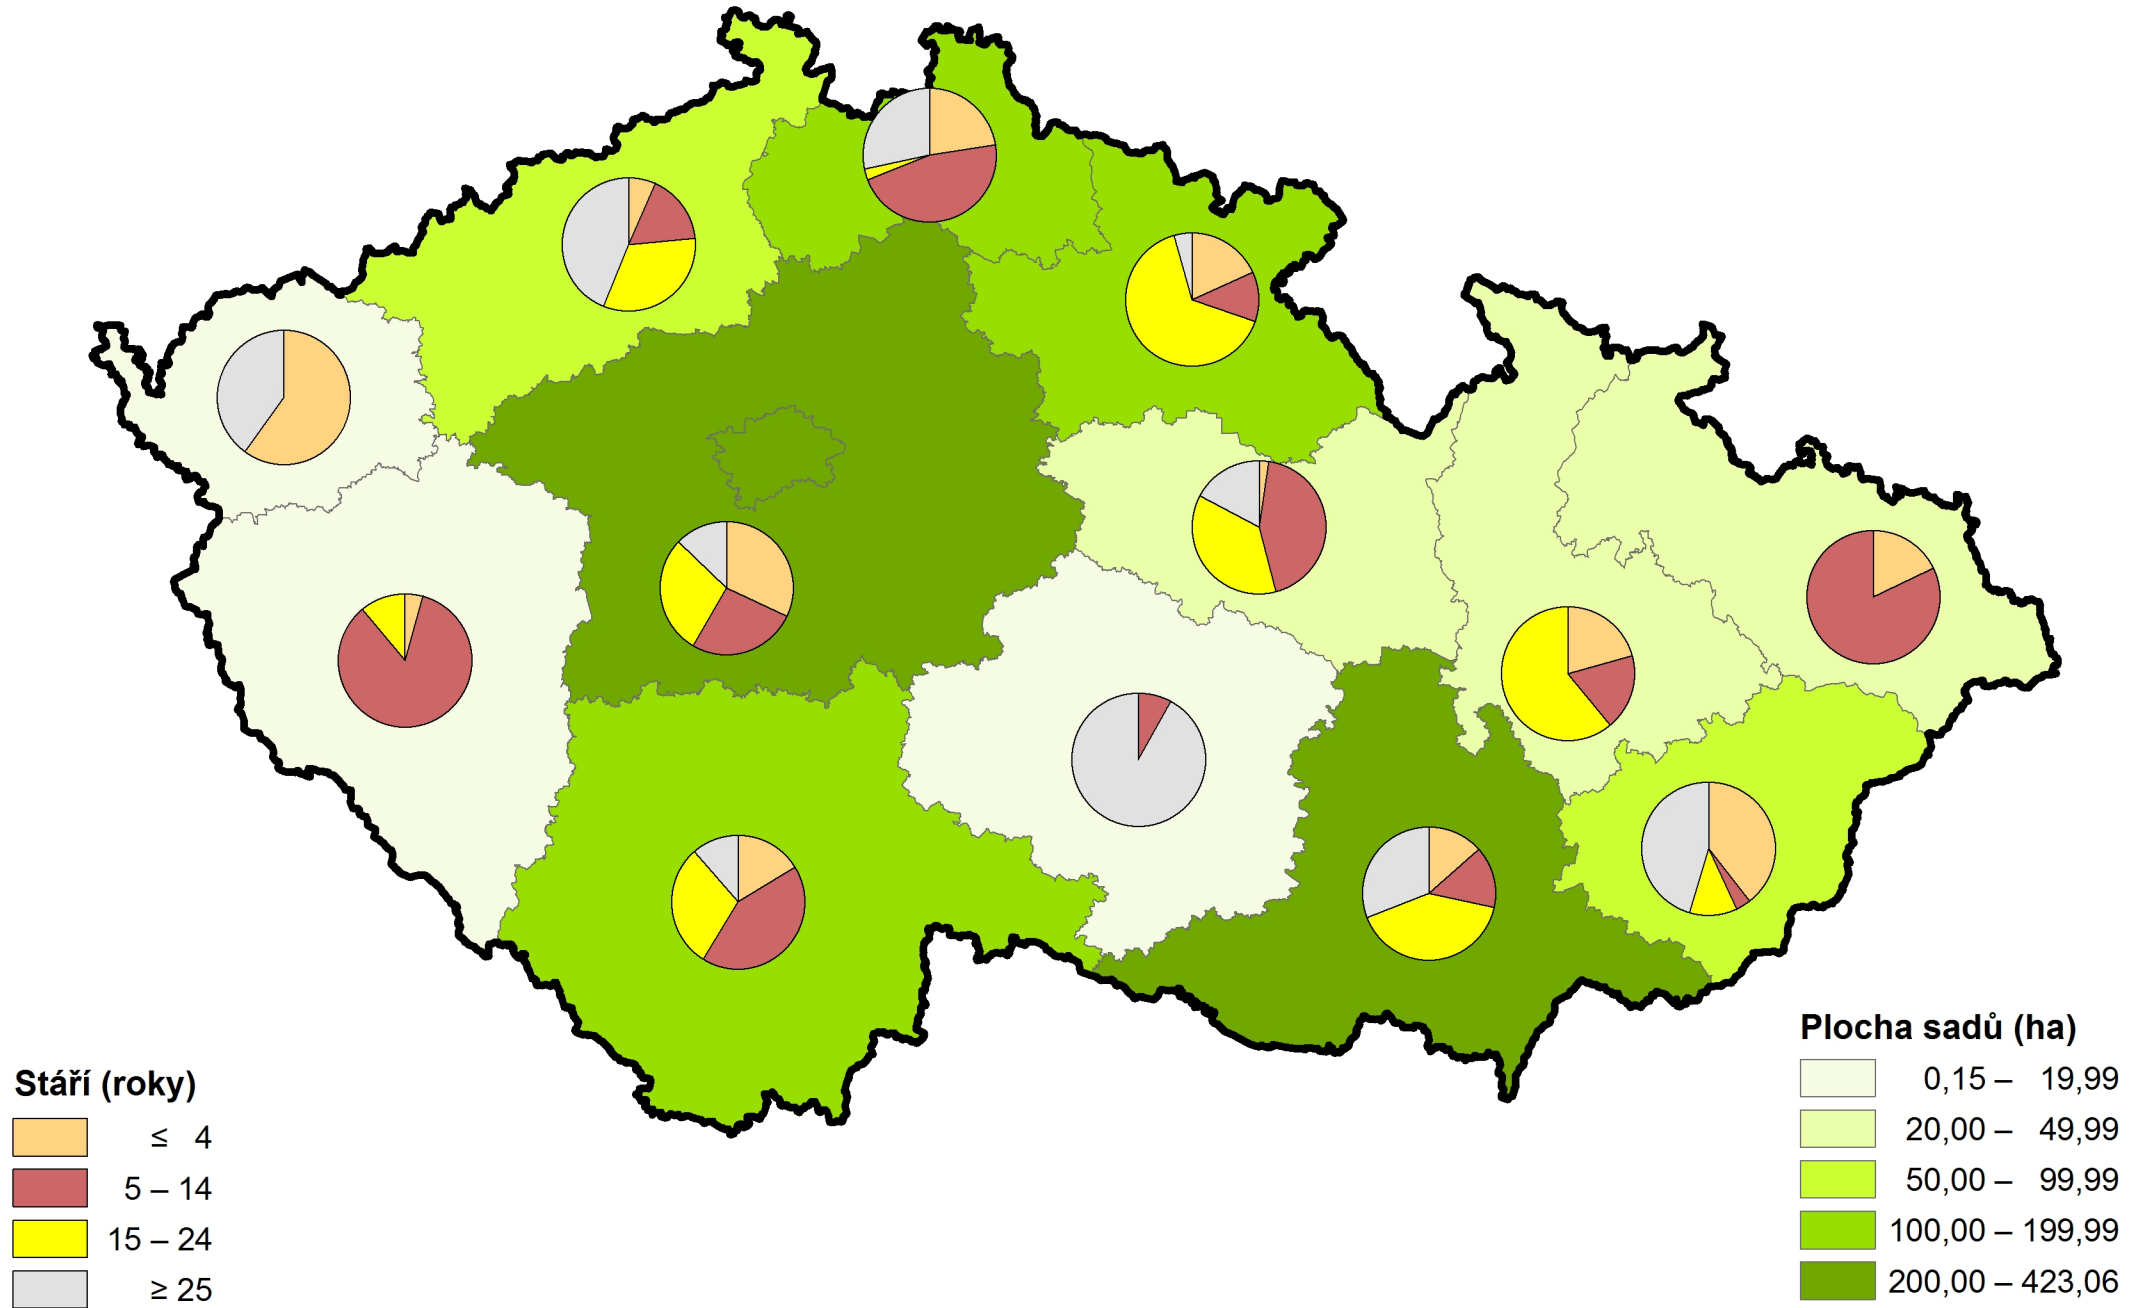 Stáří (roky)
≤ 4
5 – 14
15 – 24
≥ 25
Plocha sadů (ha)
0,15 – 19,99
20,00 – 49,99
50,00 – 99,99
100,00 – 199,99
200,00 – 423,06